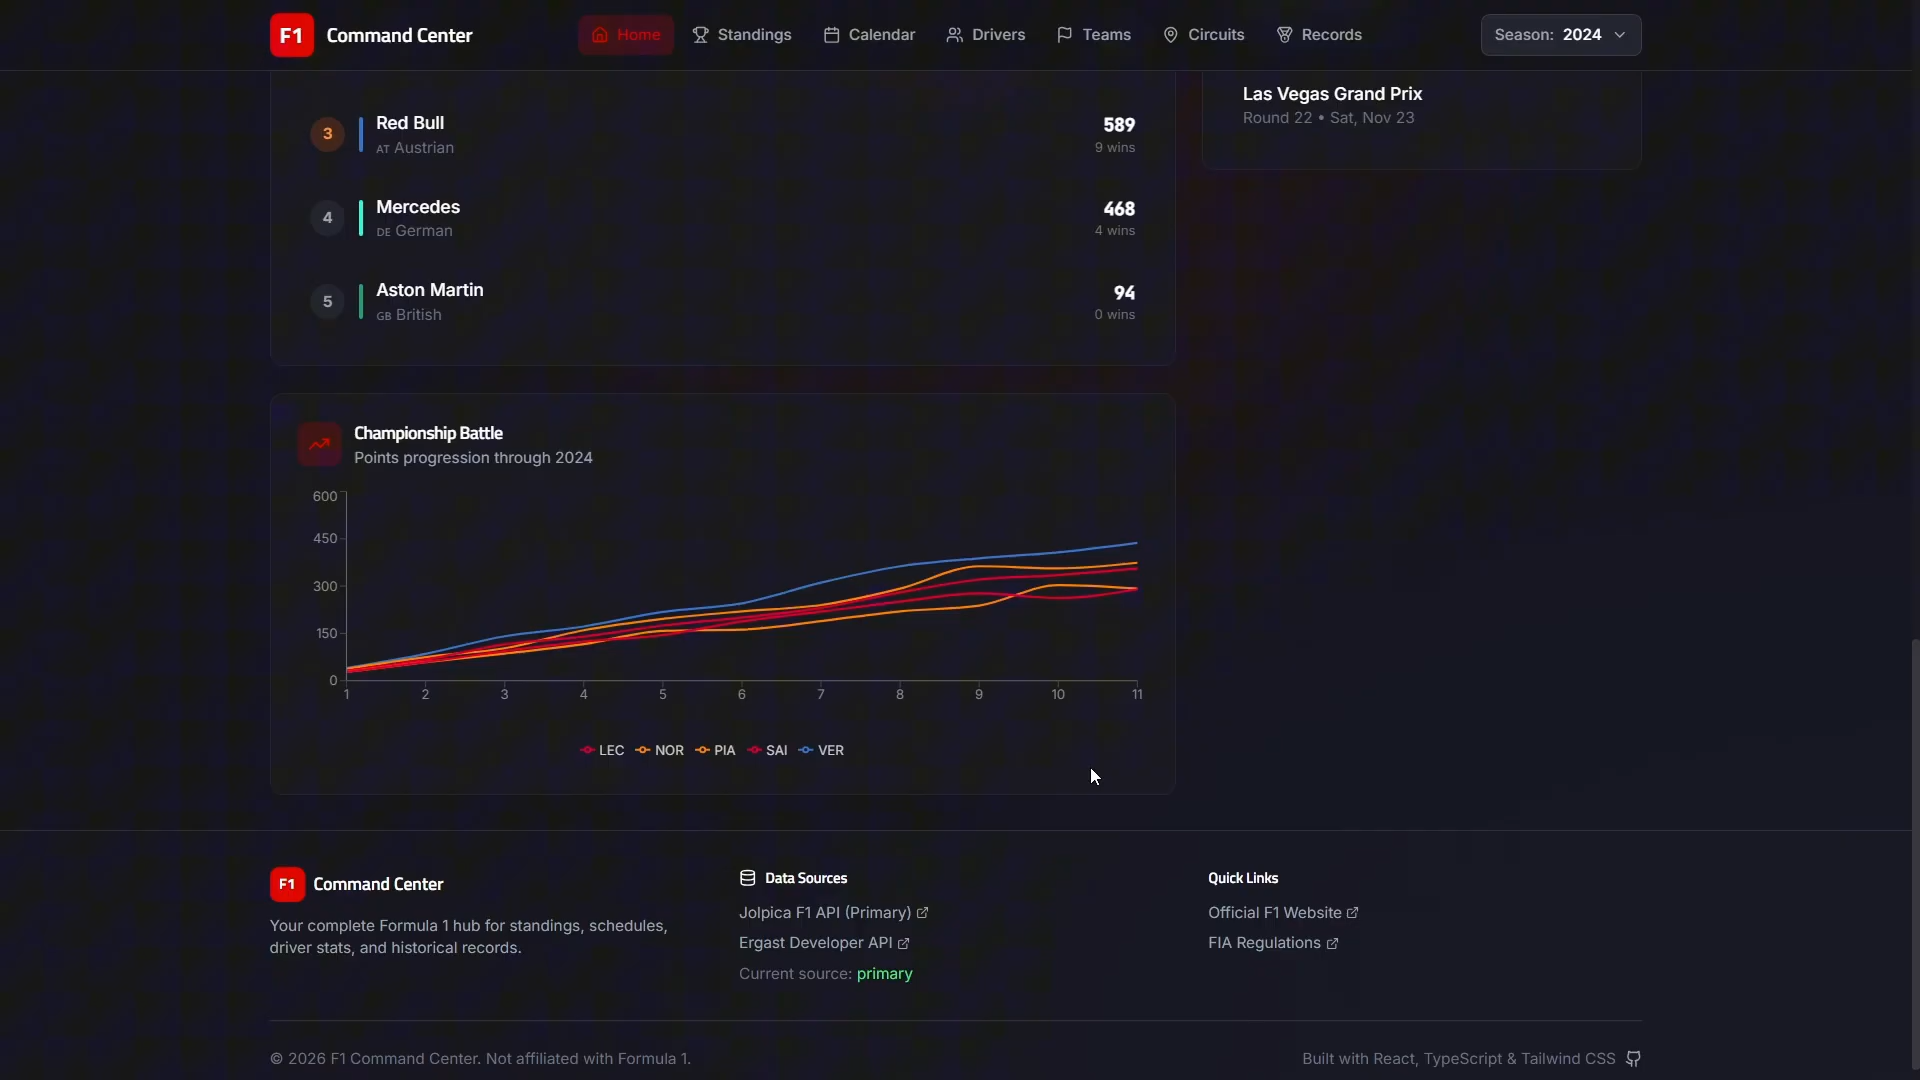 F1 Command Center
Home
Standings
Calendar
Drivers
Teams
Circuits
Records
Season: 2024
Las Vegas Grand Prix
Round 22 • Sat, Nov 23
3
Red Bull
AT Austrian
589
9 wins
4
Mercedes
DE German
468
4 wins
5
Aston Martin
GB British
94
0 wins
Championship Battle
Points progression through 2024
600
450
300
150
0
1 2 3 4 5 6 7 8 9 10 11
LEC NOR PIA SAI VER
F1 Command Center
Your complete Formula 1 hub for standings, schedules,
driver stats, and historical records.
Data Sources
Jolpica F1 API (Primary)
Ergast Developer API
Current source: primary
Quick Links
Official F1 Website
FIA Regulations
© 2026 F1 Command Center. Not affiliated with Formula 1.
Built with React, TypeScript & Tailwind CSS